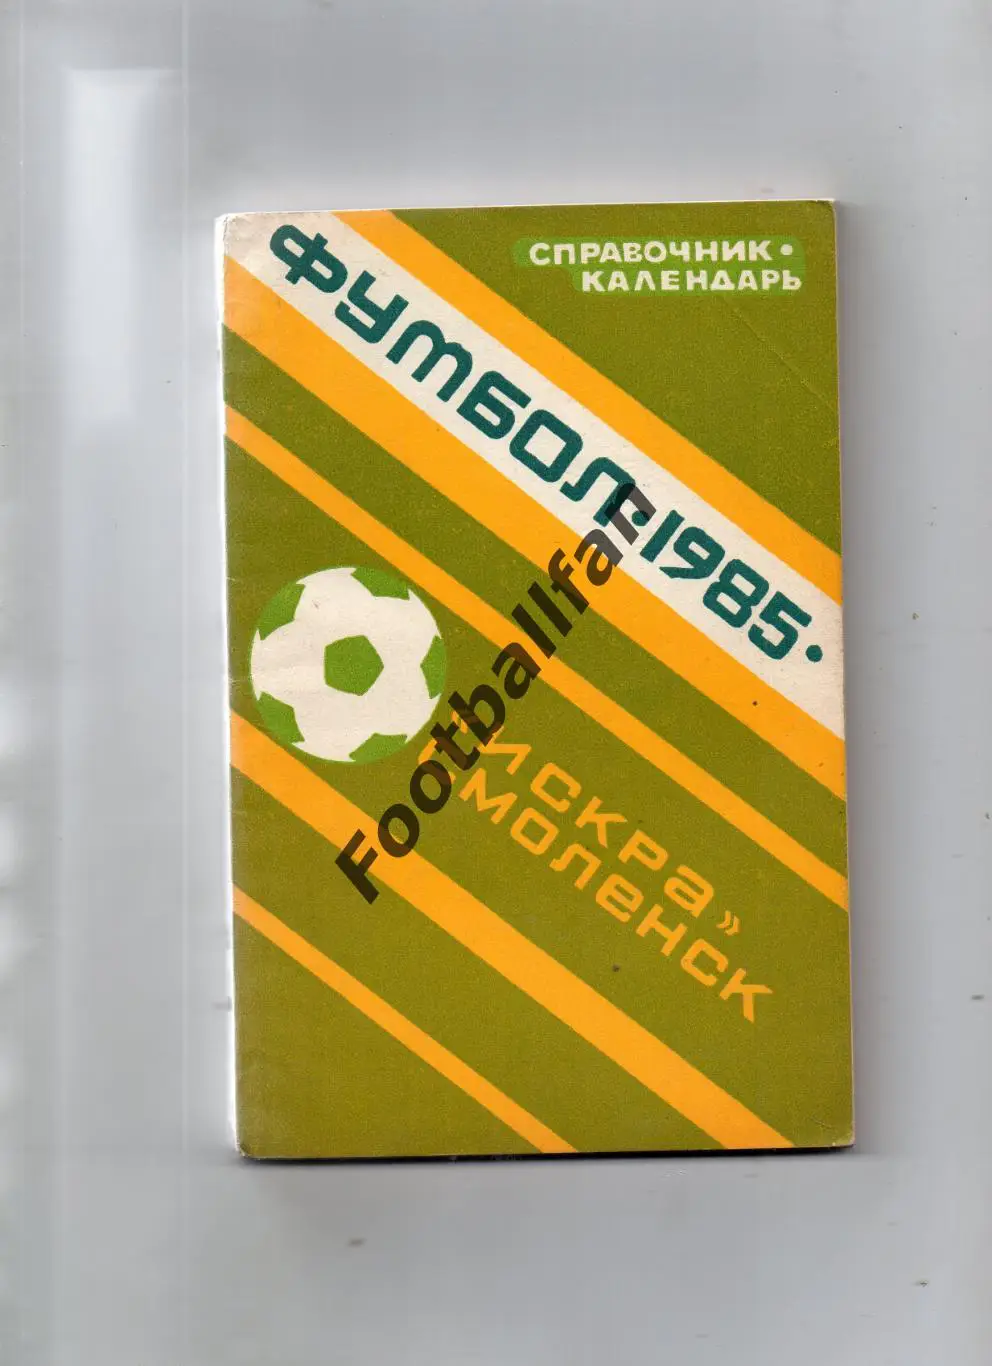 СПРАВОЧНИК •
КАЛЕНДАРЬ
ФУТБОЛ • 1985 •
"ИСКРА"
СМОЛЕНСК
Footballfan